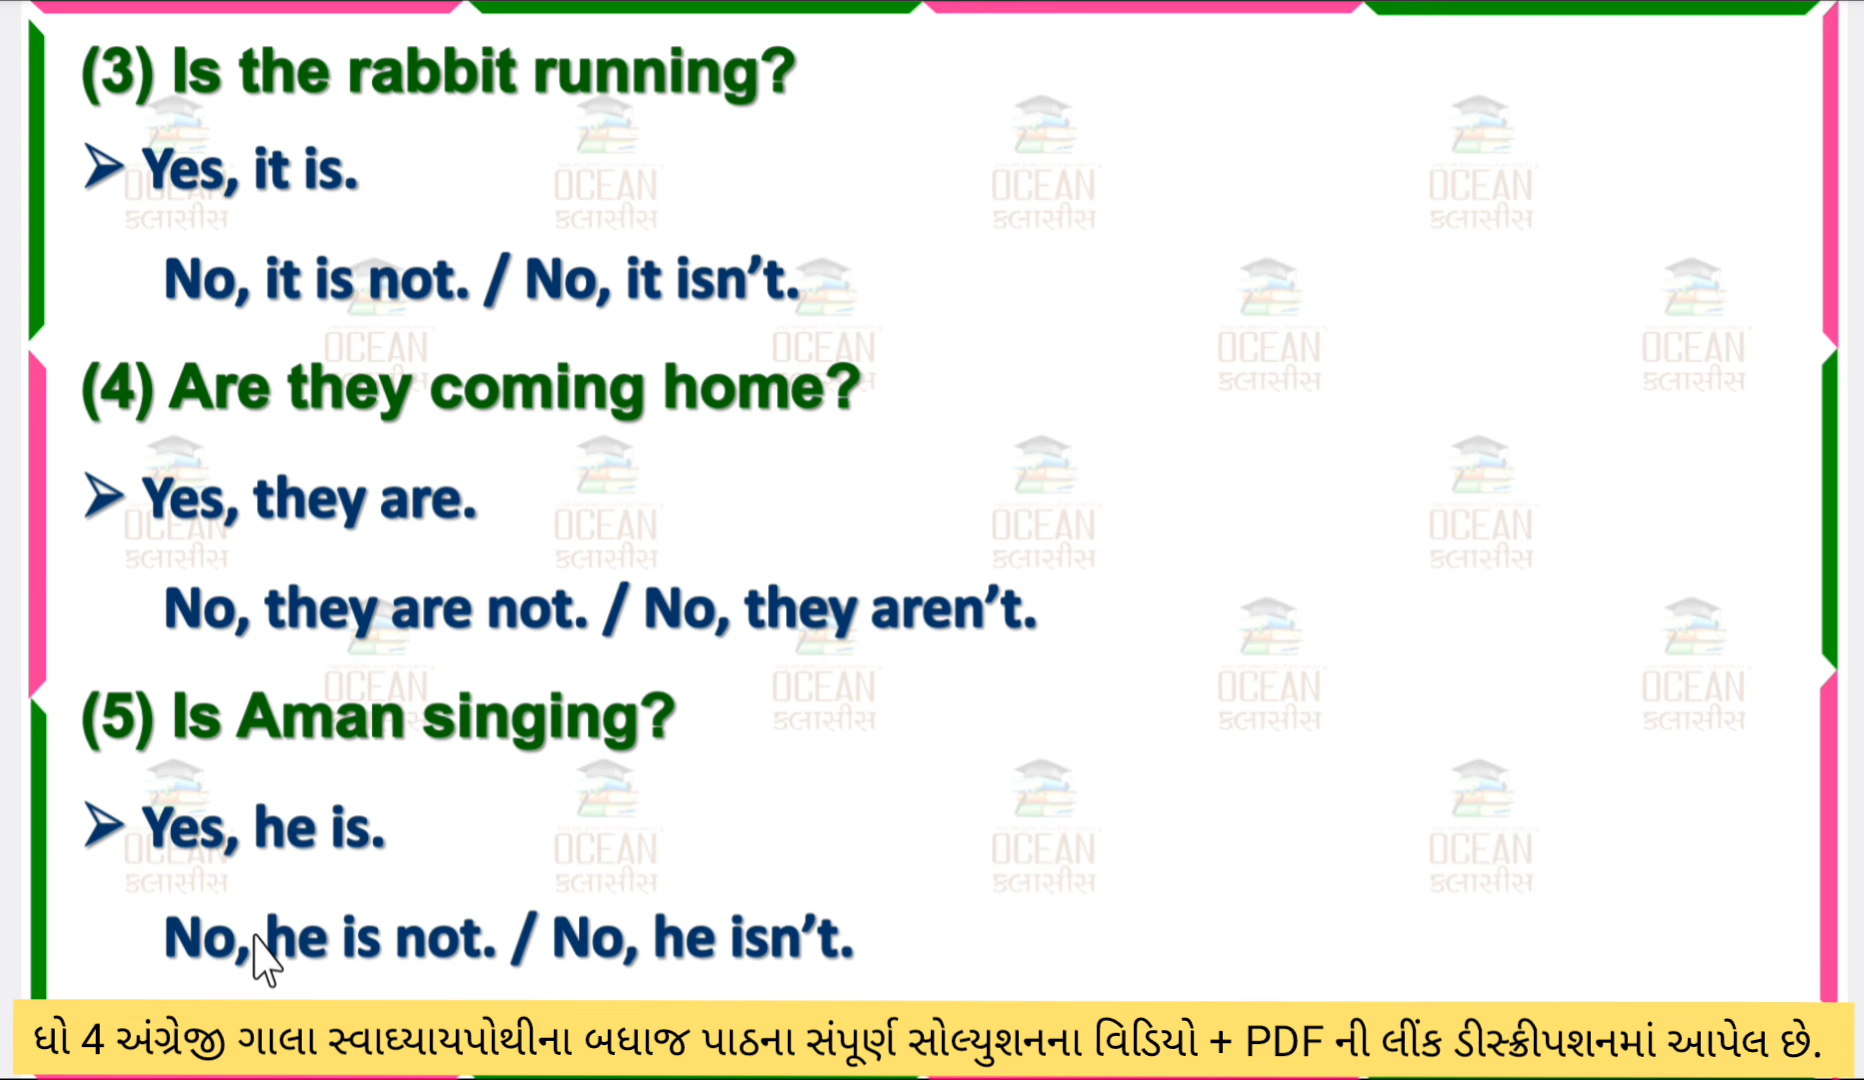 (3) Is the rabbit running?
➢ Yes, it is.
No, it is not. / No, it isn’t.
(4) Are they coming home?
➢ Yes, they are.
No, they are not. / No, they aren’t.
(5) Is Aman singing?
➢ Yes, he is.
No, he is not. / No, he isn’t.
ધો 4 અંગ્રેજી ગાલા સ્વાધ્યાયપોથીના બધાજ પાઠના સંપૂર્ણ સોલ્યુશનના વિડિયો + PDF ની લીંક ડીસ્ક્રીપશનમાં આપેલ છે.
OCEAN
કલાસીસ